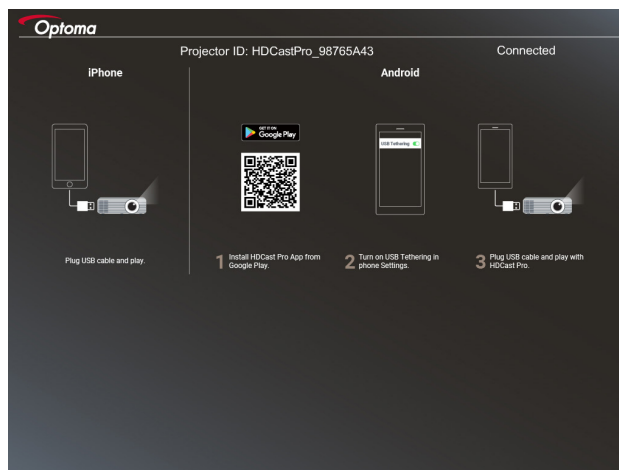 Optoma
Projector ID: HDCastPro_98765A43
Connected
iPhone
Android
GET IT ON
Google Play
USB Tethering
Plug USB cable and play.
1 Install HDCast Pro App from
Google Play.
2 Turn on USB Tethering in
phone Settings.
3 Plug USB cable and play with
HDCast Pro.